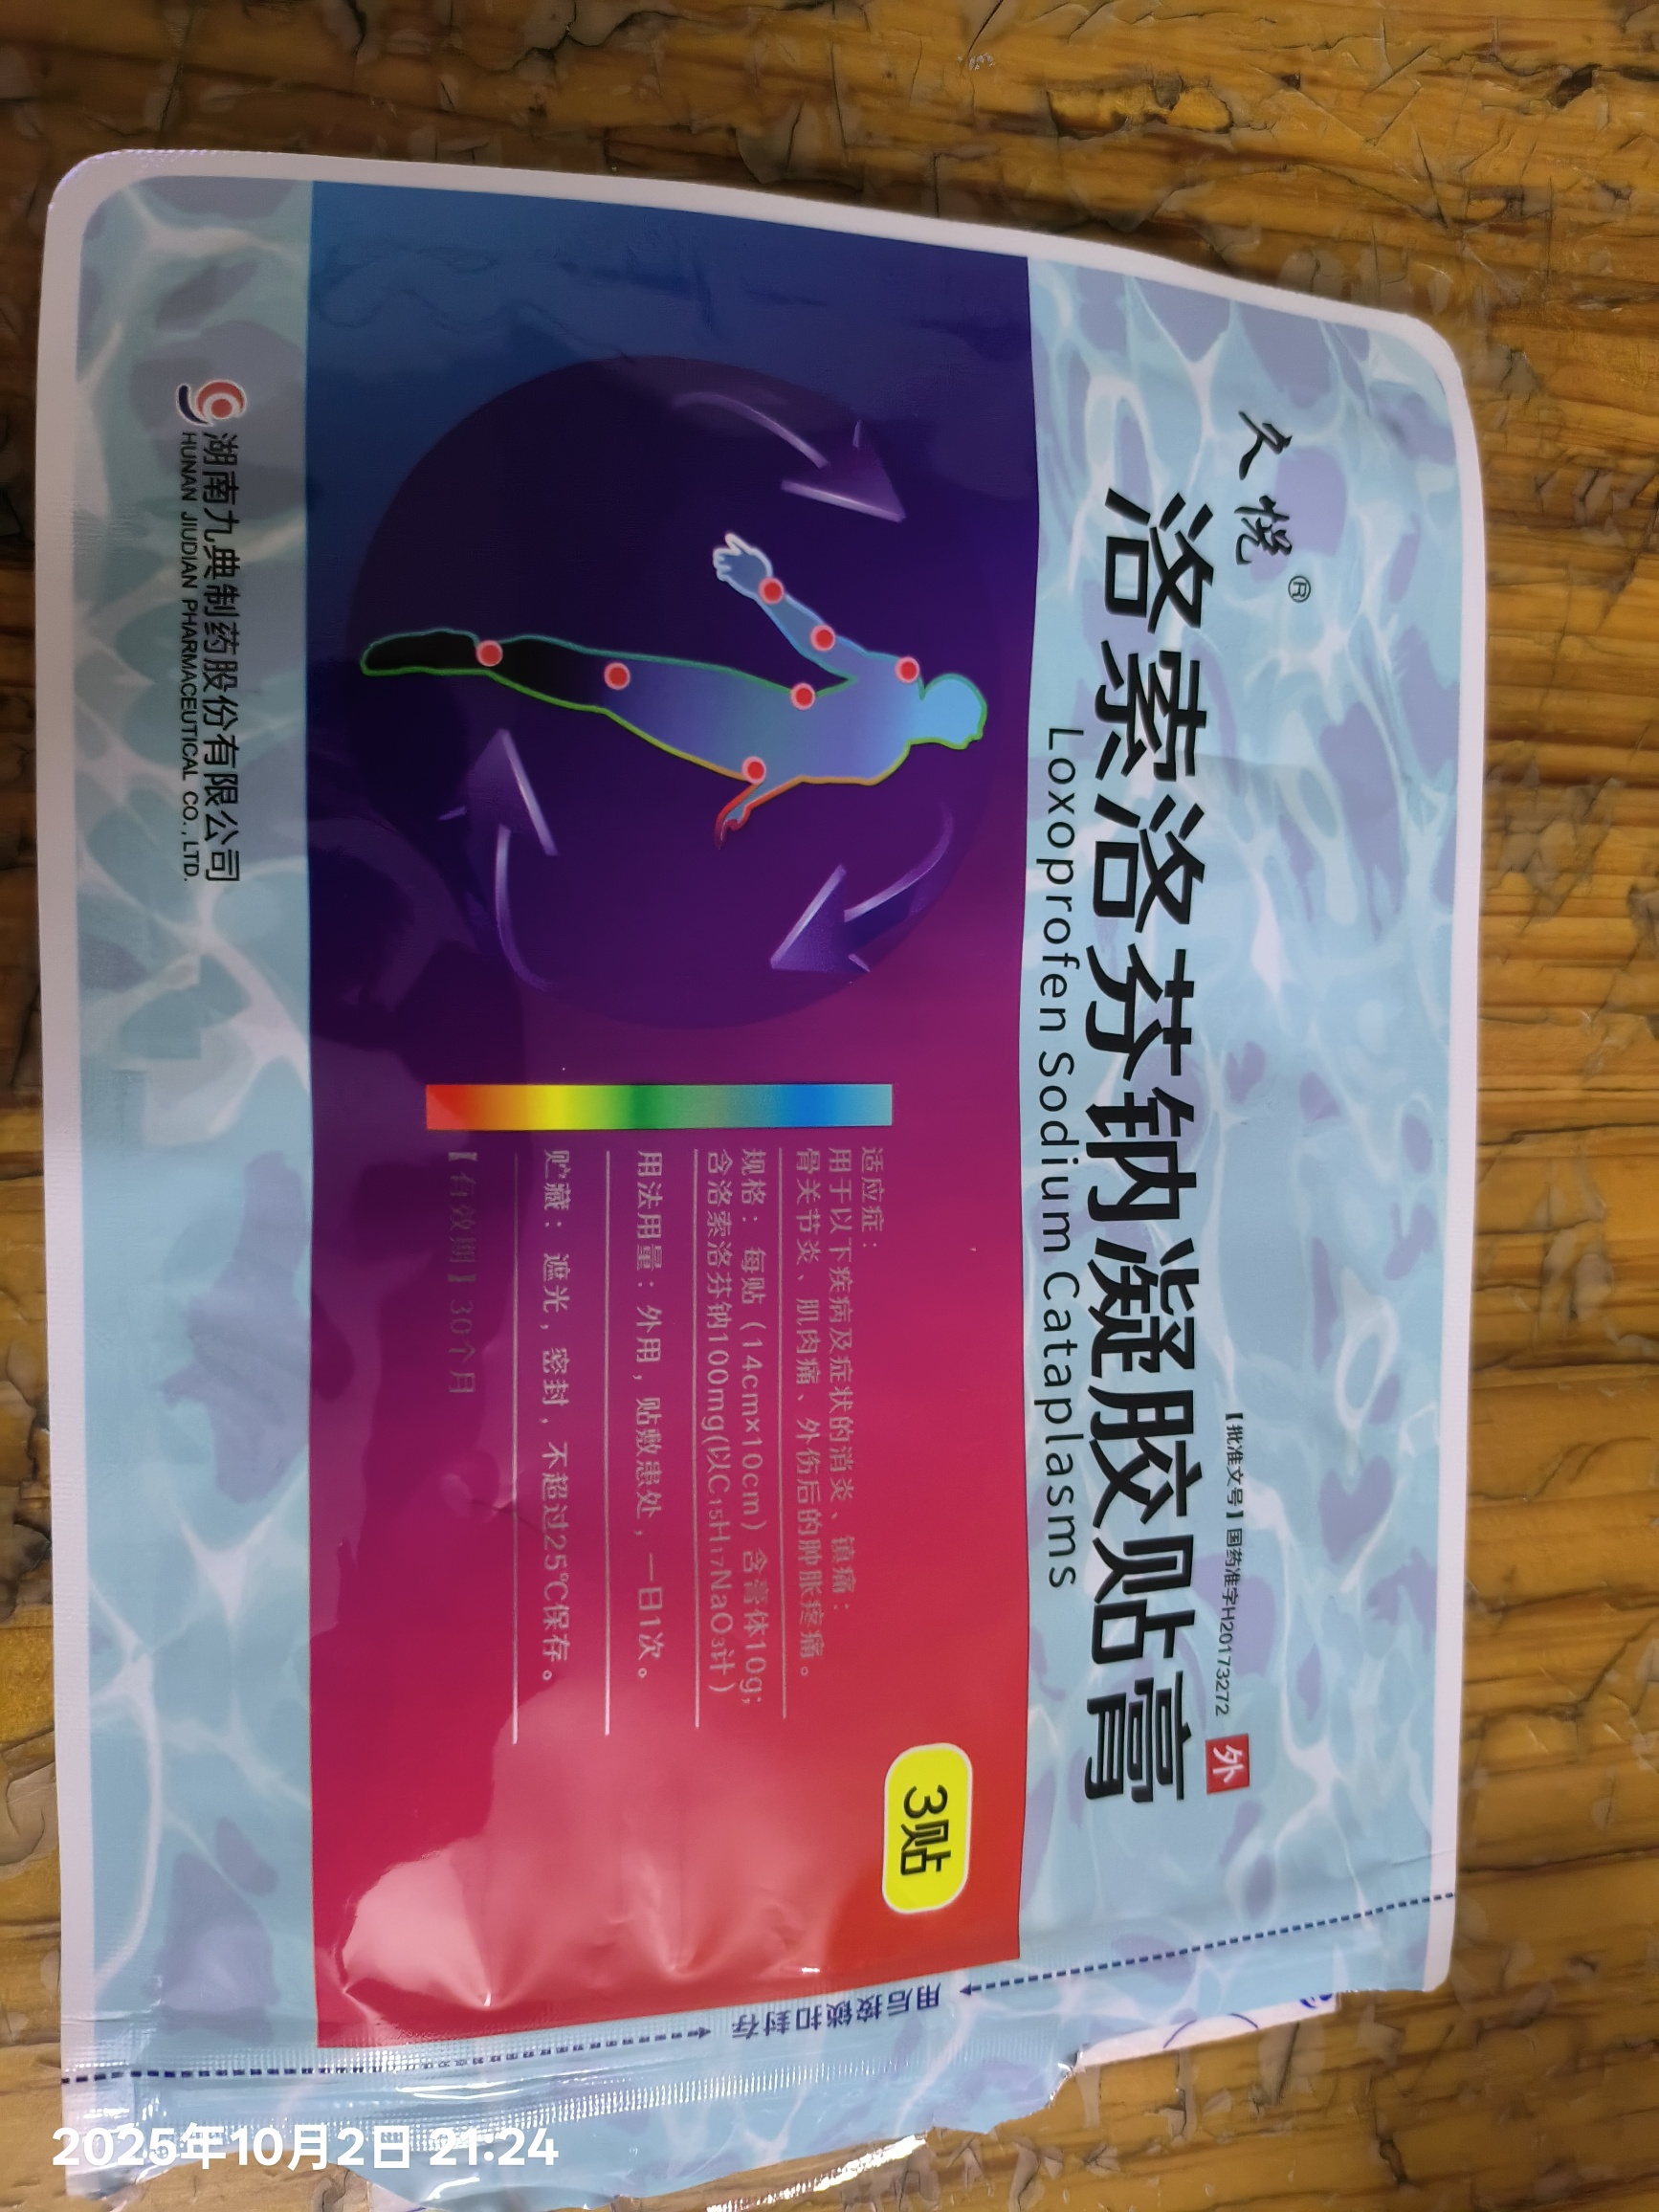 久悦®
【批准文号】国药准字H20173272 外
洛索洛芬钠凝胶贴膏
Loxoprofen Sodium Cataplasms
3贴
适应症：
用于以下疾病及症状的消炎、镇痛：
骨关节炎、肌肉痛、外伤后的肿胀疼痛。
规格：每贴（14cm×10cm）含膏体10g；
含洛索洛芬钠100mg(以C₁₅H₁₇NaO₃计)
用法用量：外用，贴敷患处，一日1次。
贮藏：遮光，密封，不超过25℃保存。
【有效期】30个月
湖南九典制药股份有限公司
HUNAN JIUDIAN PHARMACEUTICAL CO.,LTD.
用后按锁扣封存
2025年10月2日 21:24